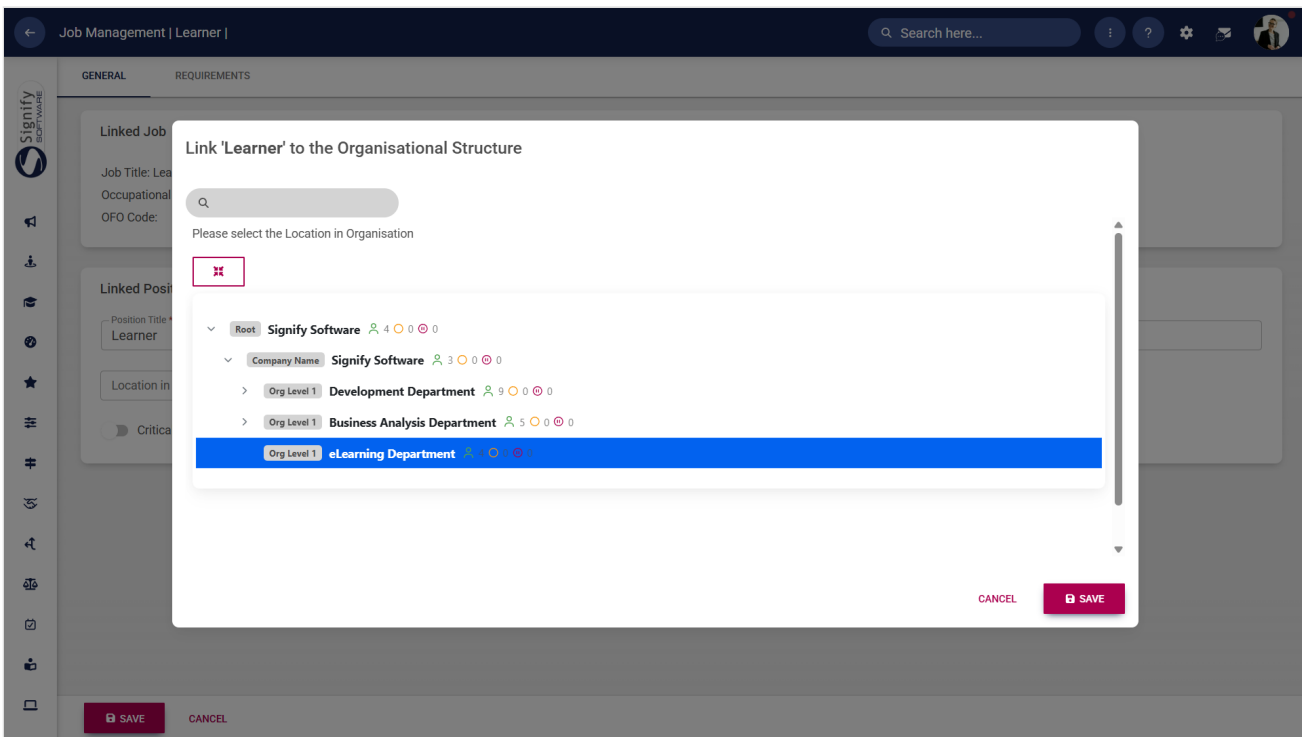 Job Management | Learner |
Search here...
?
GENERAL
REQUIREMENTS
Signify
SOFTWARE
Linked Job
Job Title: Lea
Occupational
OFO Code:
Linked Posit
Position Title *
Learner
Location in
Critica
Link 'Learner' to the Organisational Structure
Please select the Location in Organisation
Root Signify Software 4 0 0
Company Name Signify Software 3 0 0
Org Level 1 Development Department 9 0 0
Org Level 1 Business Analysis Department 5 0 0
Org Level 1 eLearning Department
CANCEL
SAVE
SAVE
CANCEL